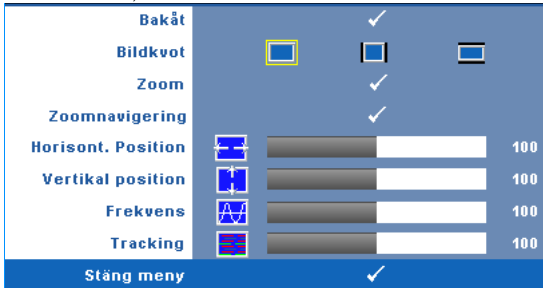 Bakåt
Bildkvot
Zoom
Zoomnavigering
Horisont. Position 100
Vertikal position 100
Frekvens 100
Tracking 100
Stäng meny